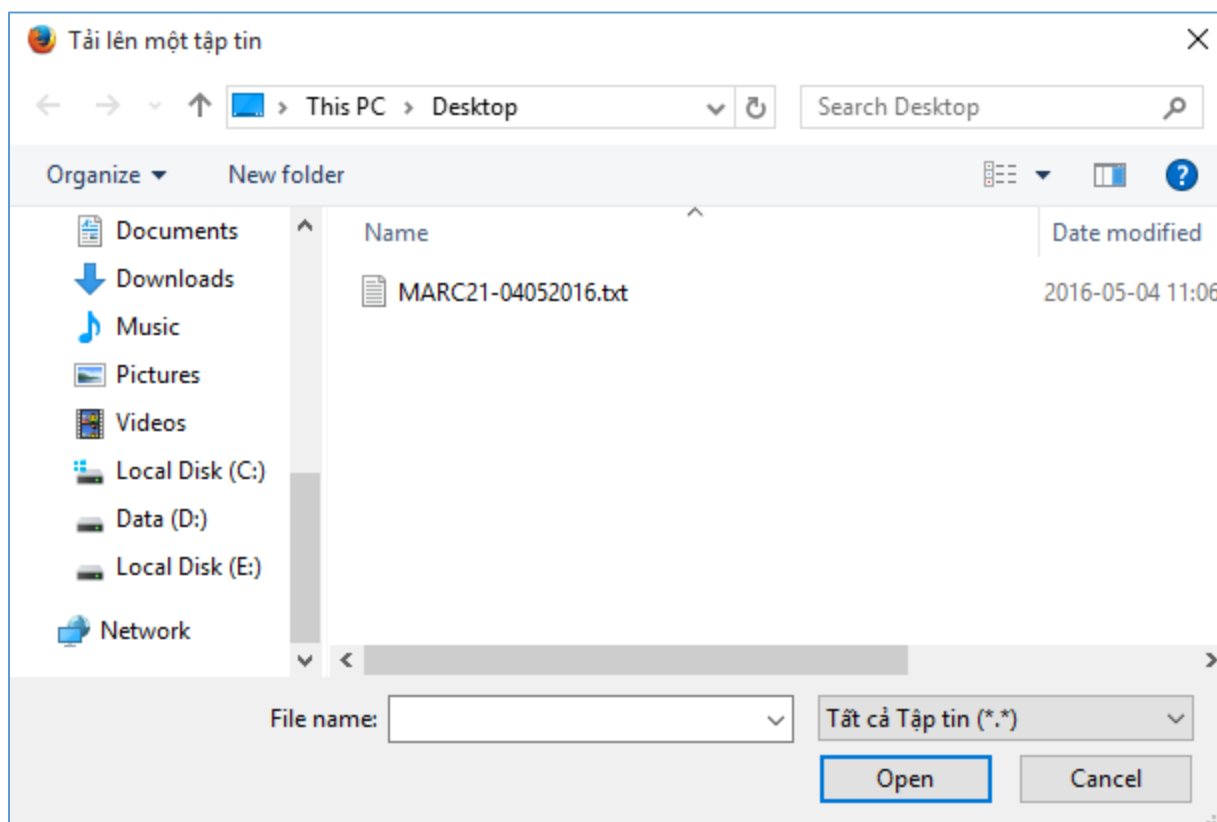 Tải lên một tập tin
This PC > Desktop
Search Desktop
Organize
New folder
Documents
Downloads
Music
Pictures
Videos
Local Disk (C:)
Data (D:)
Local Disk (E:)
Network
Name
Date modified
MARC21-04052016.txt
2016-05-04 11:06
File name:
Tất cả Tập tin (*.*)
Open
Cancel